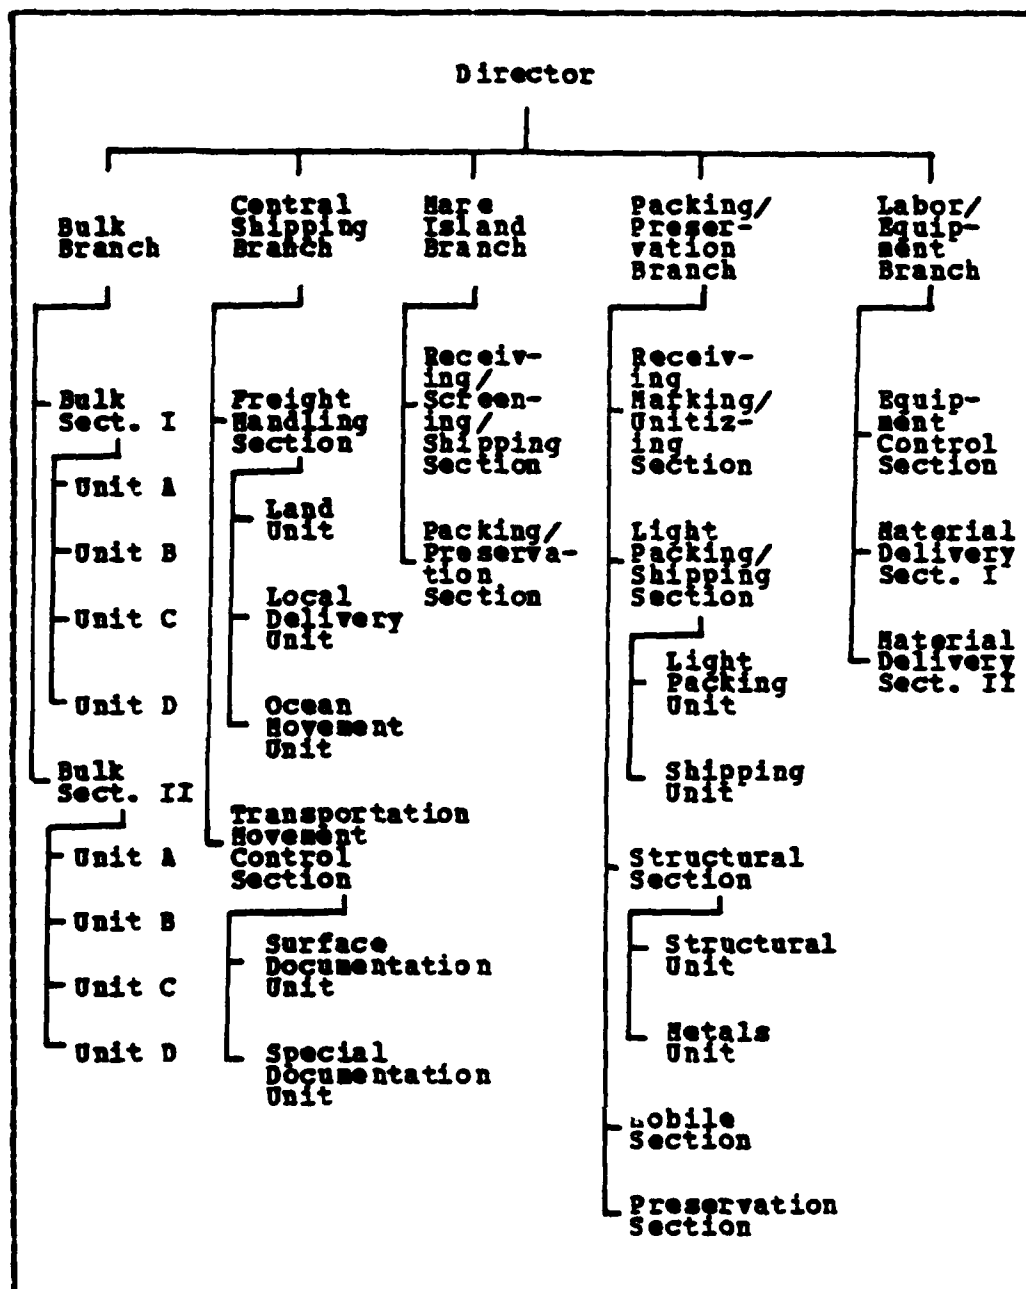 Director
Bulk
Branch
Central
Shipping
Branch
Mare
Island
Branch
Packing/
Preser-
vation
Branch
Labor/
Equip-
ment
Branch
Bulk
Sect. I
Unit A
Unit B
Unit C
Unit D
Bulk
Sect. II
Unit A
Unit B
Unit C
Unit D
Freight
Handling
Section
Land
Unit
Local
Delivery
Unit
Ocean
Movement
Unit
Transportation
Movement
Control
Section
Surface
Documentation
Unit
Special
Documentation
Unit
Receiv-
ing/
Screen-
ing/
Shipping
Section
Packing/
Preserva-
tion
Section
Receiv-
ing
Marking/
Unitiz-
ing
Section
Light
Packing/
Shipping
Section
Light
Packing
Unit
Shipping
Unit
Structural
Section
Structural
Unit
Metals
Unit
Mobile
Section
Preservation
Section
Equip-
ment
Control
Section
Material
Delivery
Sect. I
Material
Delivery
Sect. II